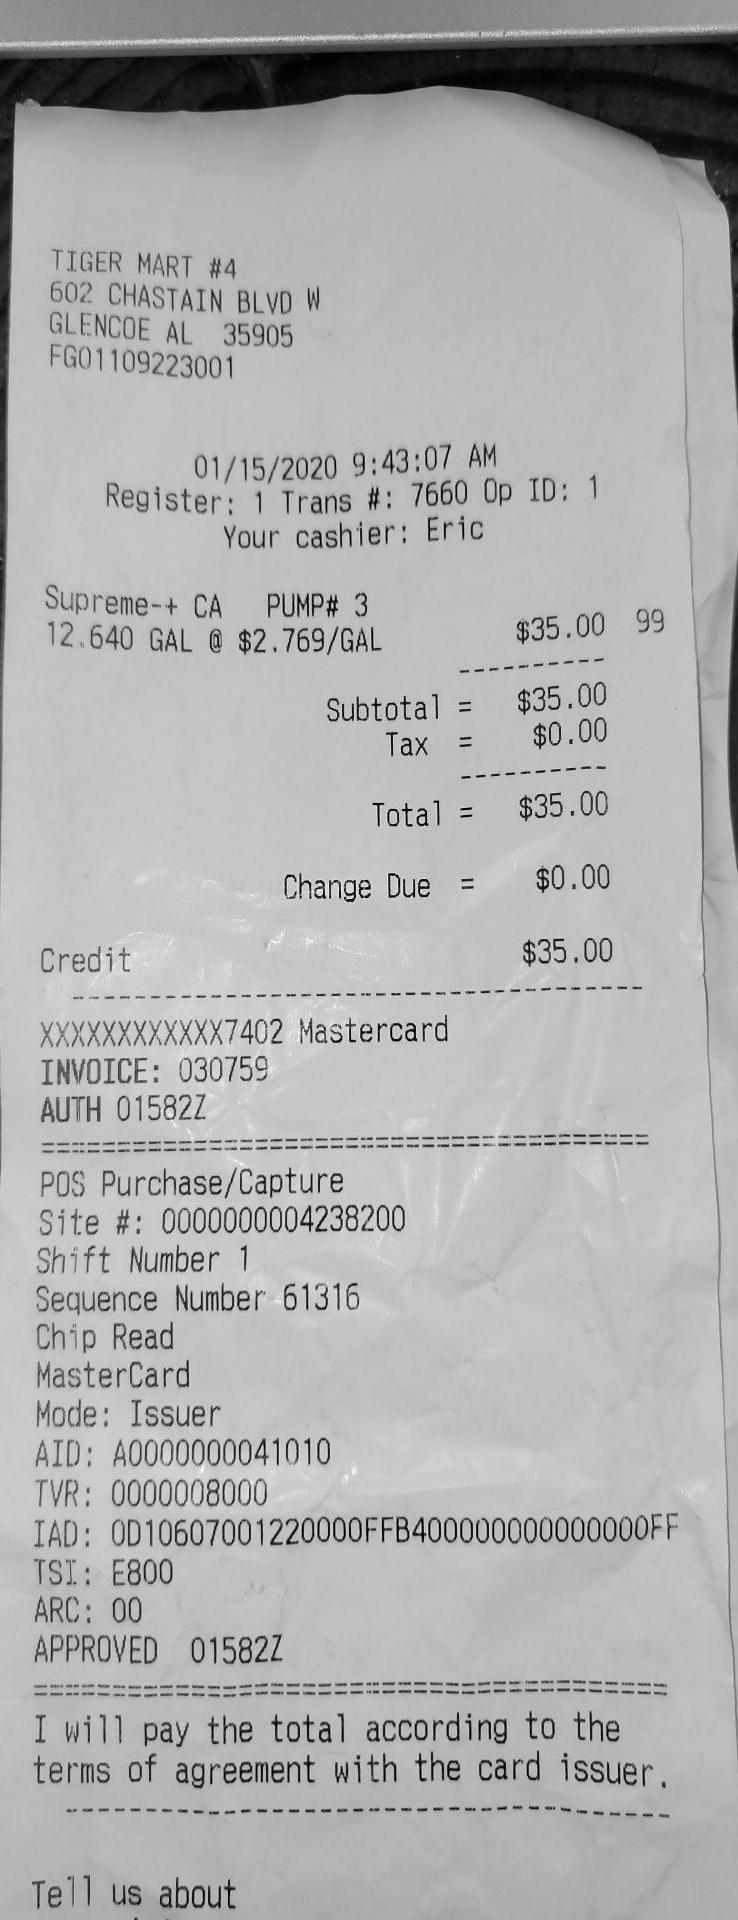 TIGER MART #4
602 CHASTAIN BLVD W
GLENCOE AL 35905
FG01109223001
01/15/2020 9:43:07 AM
Register: 1 Trans #: 7660 Op ID: 1
Your cashier: Eric
Supreme-+ CA PUMP# 3
12.640 GAL @ $2.769/GAL $35.00 99
----------
Subtotal = $35.00
Tax = $0.00
----------
Total = $35.00
Change Due = $0.00
Credit $35.00
-------------------------------------
XXXXXXXXXXXX7402 Mastercard
INVOICE: 030759
AUTH 01582Z
=======================================
POS Purchase/Capture
Site #: 0000000004238200
Shift Number 1
Sequence Number 61316
Chip Read
MasterCard
Mode: Issuer
AID: A0000000041010
TVR: 0000008000
IAD: 0D10607001220000FFB400000000000000FF
TSI: E800
ARC: 00
APPROVED 01582Z
=======================================
I will pay the total according to the
terms of agreement with the card issuer.
-------------------------------------
Tell us about